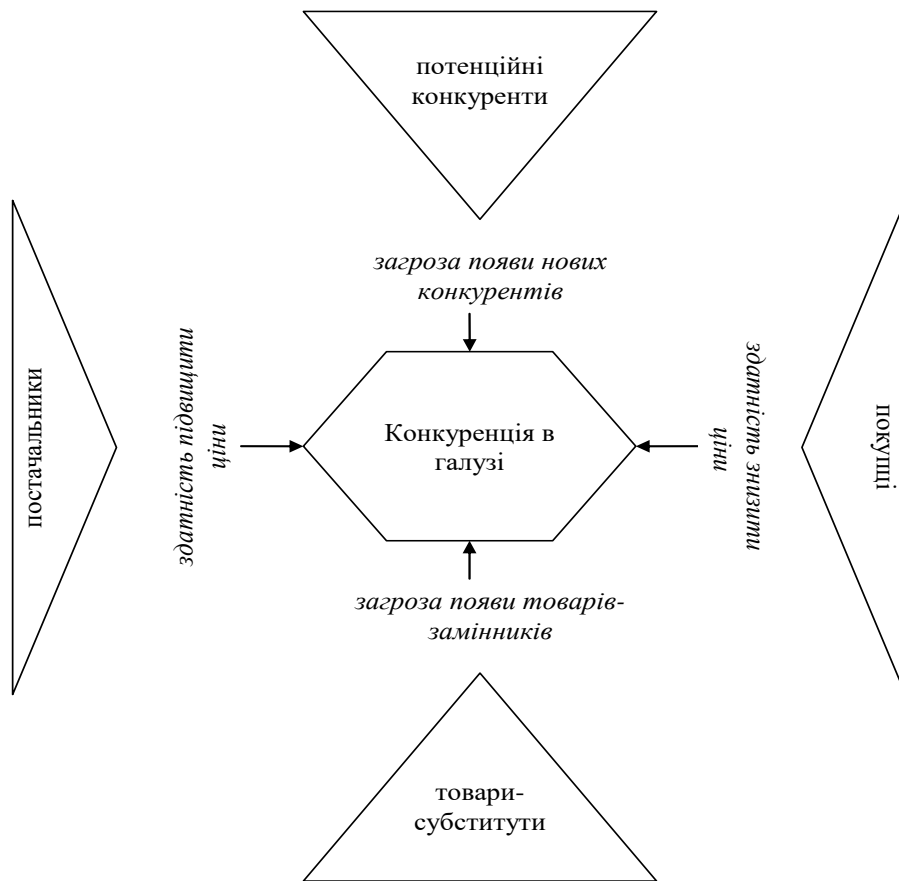 потенційні
конкуренти
загроза появи нових
конкурентів
постачальники
здатність підвищити
ціни
Конкуренція в
галузі
здатність знизити
ціни
покупці
загроза появи товарів-
замінників
товари-
субститути